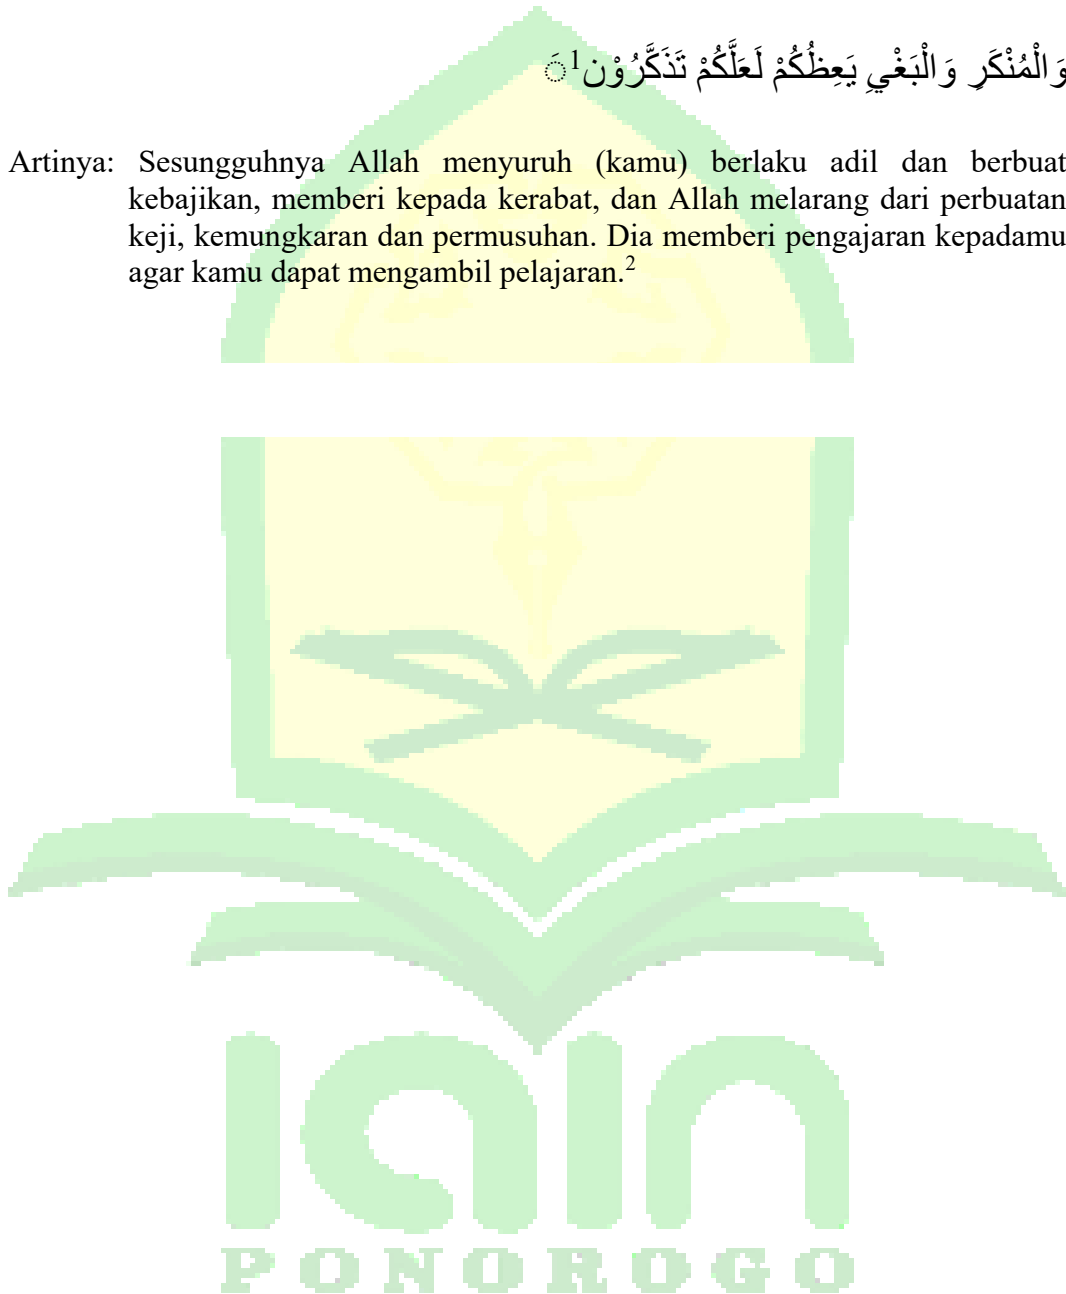 وَالْمُنْكَرِ وَالْبَغْيِ يَعِظُكُمْ لَعَلَّكُمْ تَذَكَّرُوْن1َ
Artinya: Sesungguhnya Allah menyuruh (kamu) berlaku adil dan berbuat
kebajikan, memberi kepada kerabat, dan Allah melarang dari perbuatan
keji, kemungkaran dan permusuhan. Dia memberi pengajaran kepadamu
agar kamu dapat mengambil pelajaran.2
iain
PONOROGO